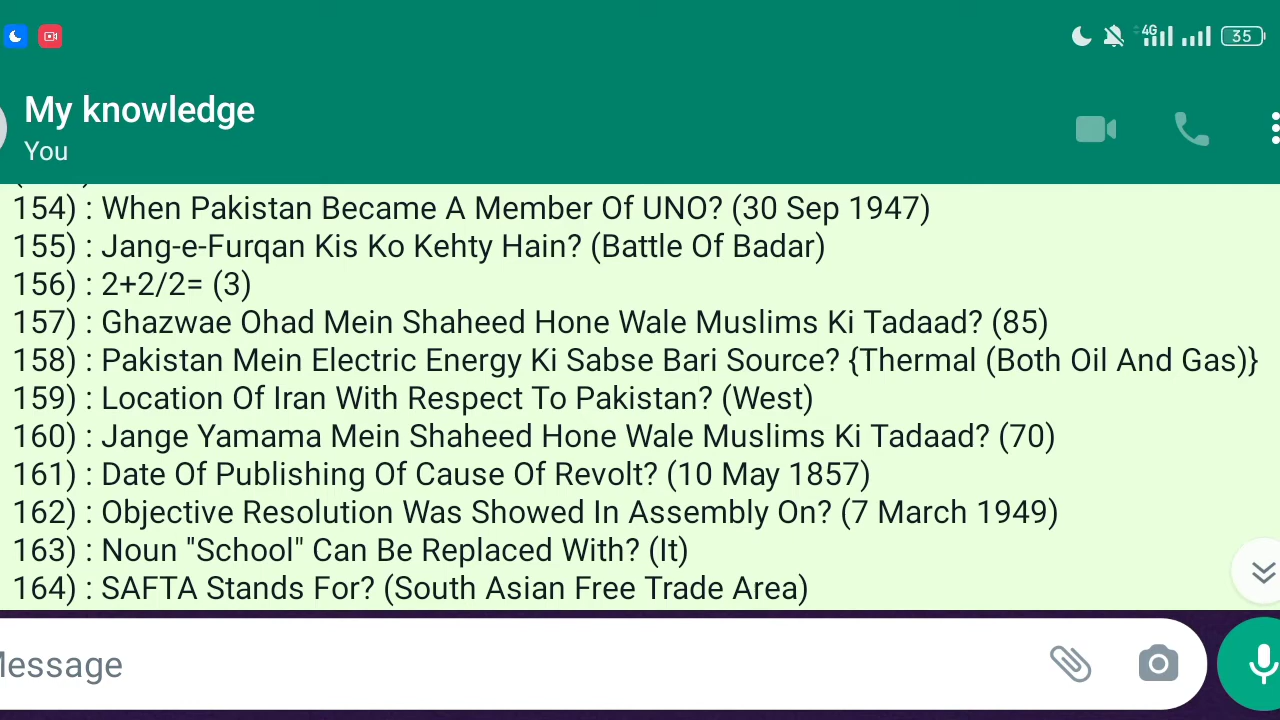 4G
35
My knowledge
You
154) : When Pakistan Became A Member Of UNO? (30 Sep 1947)
155) : Jang-e-Furqan Kis Ko Kehty Hain? (Battle Of Badar)
156) : 2+2/2= (3)
157) : Ghazwae Ohad Mein Shaheed Hone Wale Muslims Ki Tadaad? (85)
158) : Pakistan Mein Electric Energy Ki Sabse Bari Source? {Thermal (Both Oil And Gas)}
159) : Location Of Iran With Respect To Pakistan? (West)
160) : Jange Yamama Mein Shaheed Hone Wale Muslims Ki Tadaad? (70)
161) : Date Of Publishing Of Cause Of Revolt? (10 May 1857)
162) : Objective Resolution Was Showed In Assembly On? (7 March 1949)
163) : Noun "School" Can Be Replaced With? (It)
164) : SAFTA Stands For? (South Asian Free Trade Area)
Message